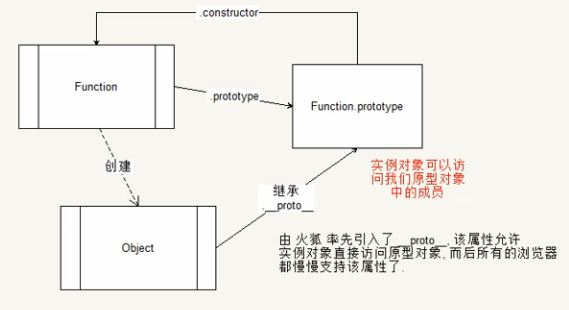 .constructor
Function
.prototype
Function.prototype
创建
实例对象可以访
问我们原型对象
中的成员
继承
.__proto__
Object
由 火狐 率先引入了 __proto__, 该属性允许
实例对象直接访问原型对象, 而后所有的浏览器
都慢慢支持该属性了.